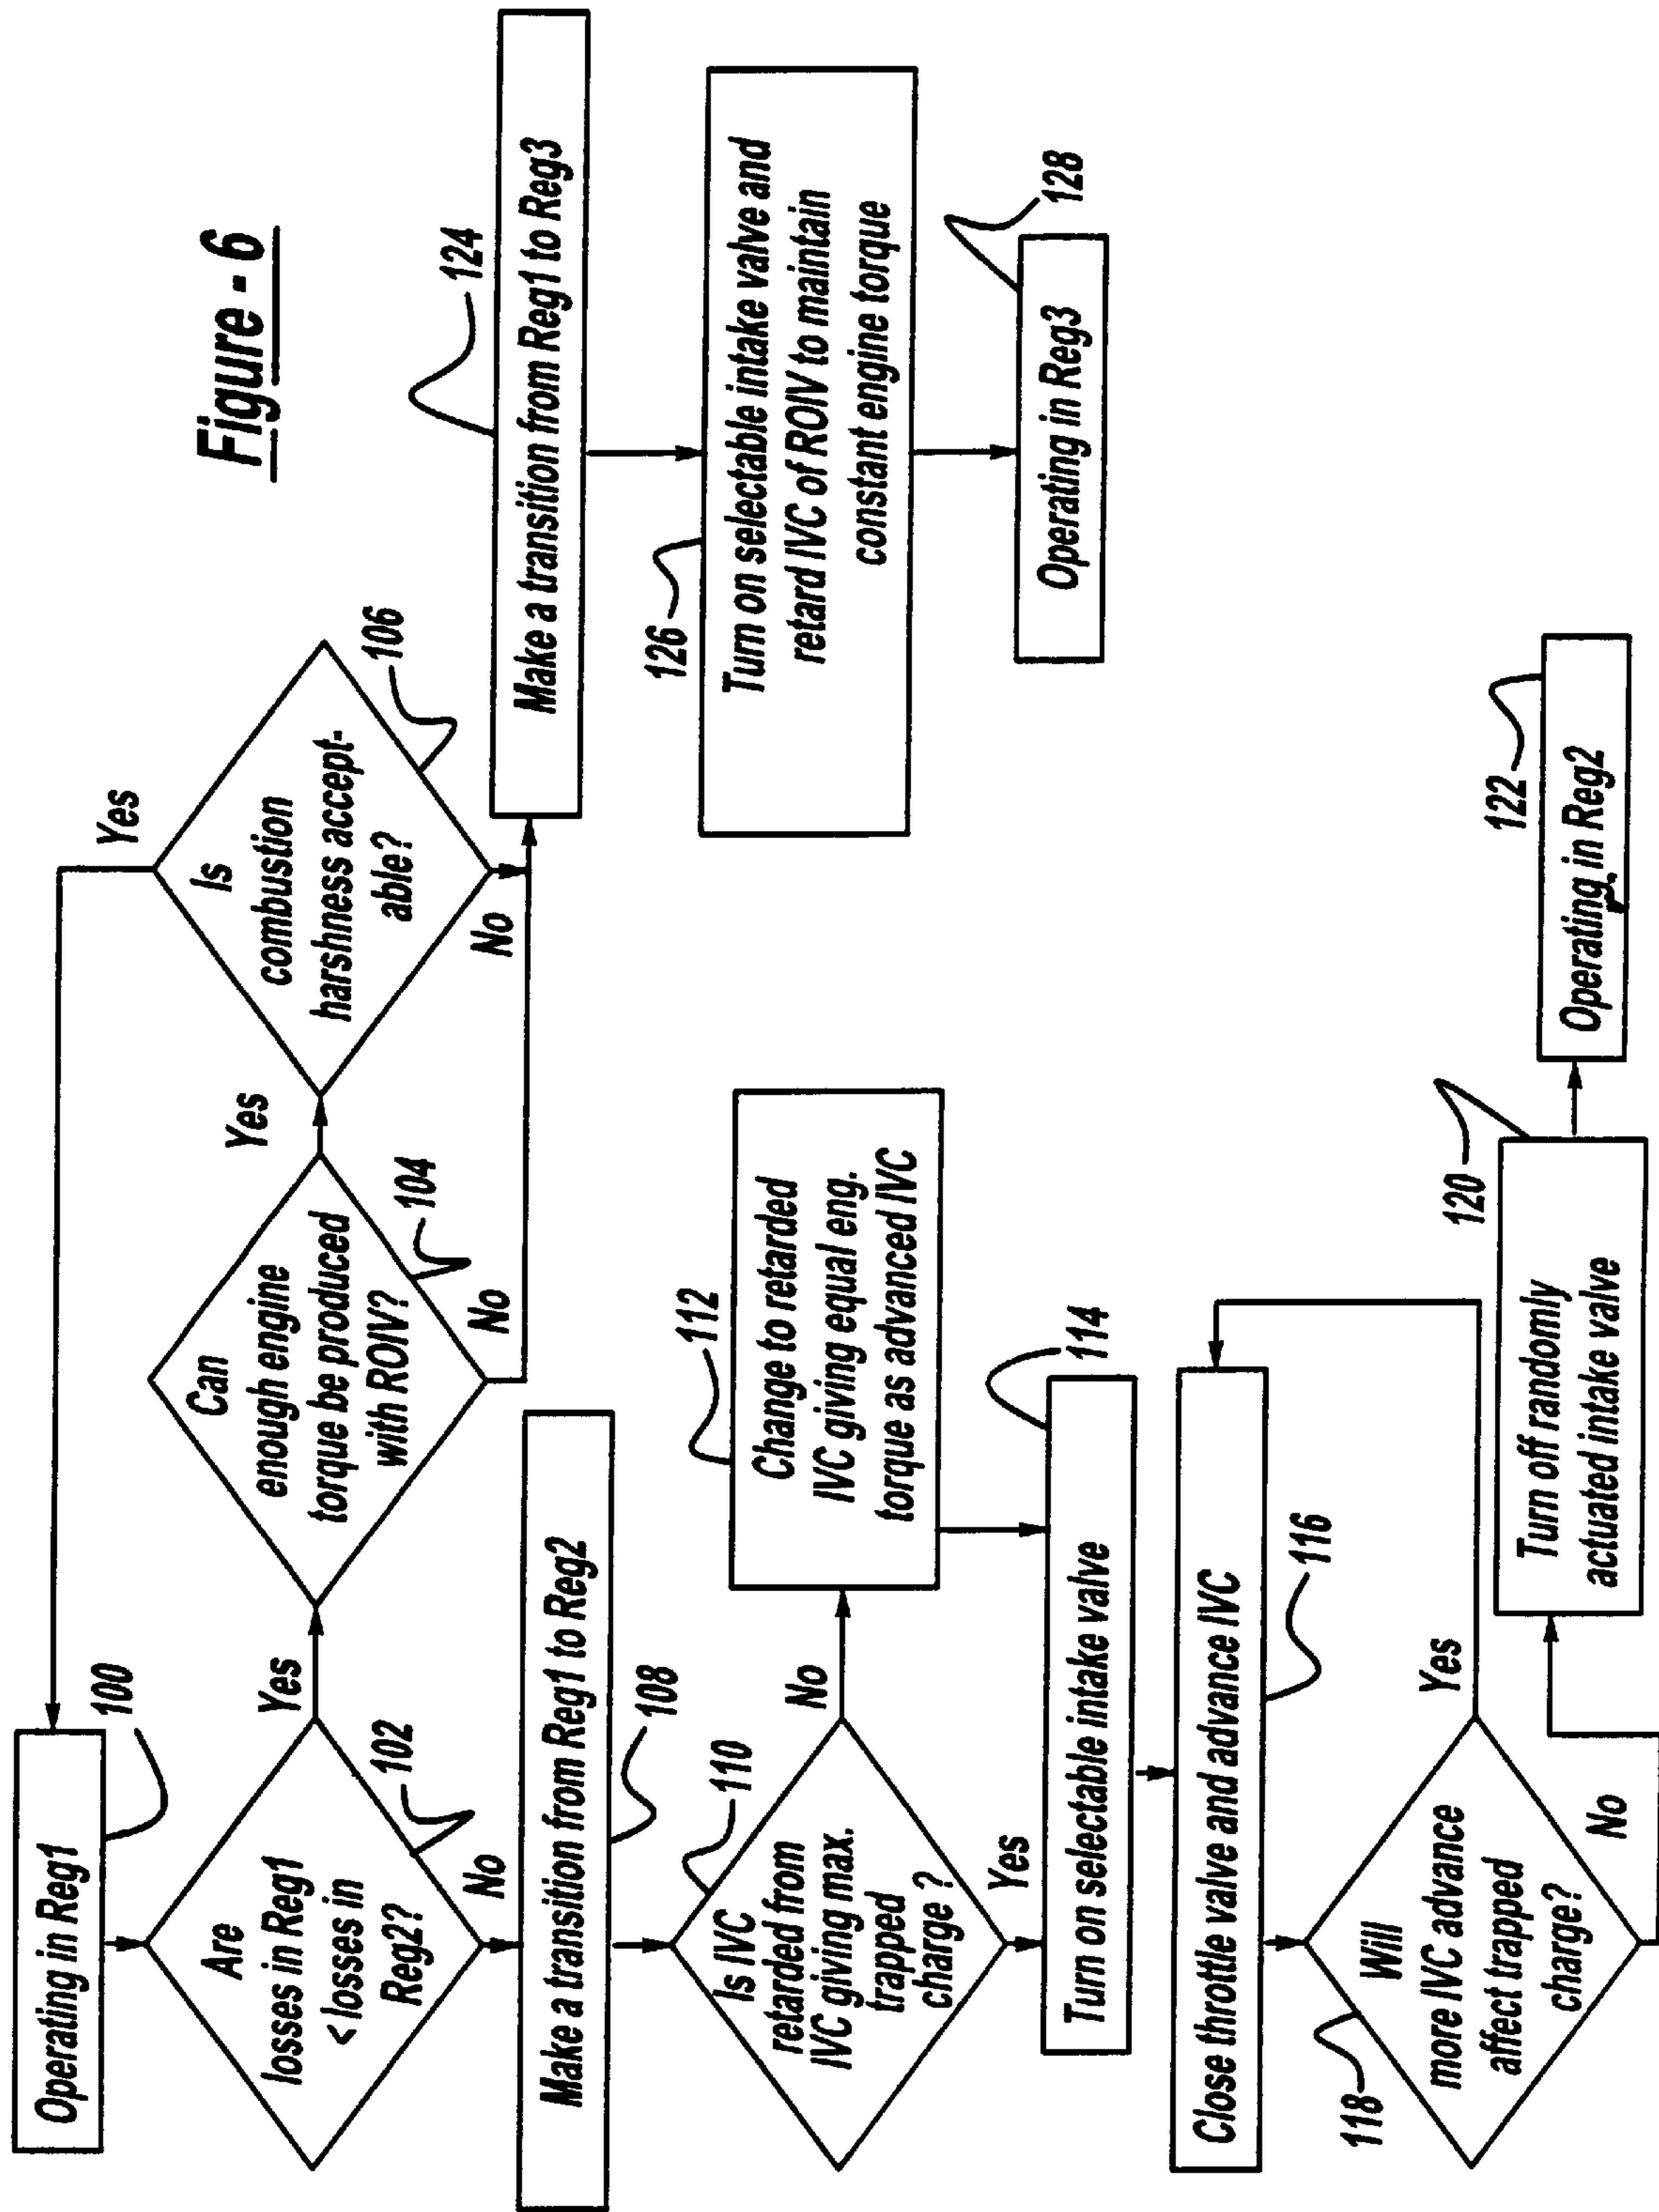 Figure - 6
Operating in Reg1
100
Are
losses in Reg1
< losses in
Reg2?
102
Yes
No
Can
enough engine
torque be produced
with ROIV?
104
Yes
No
Is
combustion
harshness accept-
able?
106
Yes
No
Make a transition from Reg1 to Reg3
124
Turn on selectable intake valve and
retard IVC of ROIV to maintain
constant engine torque
126
Operating in Reg3
128
Make a transition from Reg1 to Reg2
108
Is IVC
retarded from
IVC giving max.
trapped
charge ?
110
No
Yes
Change to retarded
IVC giving equal eng.
torque as advanced IVC
112
Turn on selectable intake valve
114
Close throttle valve and advance IVC
116
Will
more IVC advance
affect trapped
charge?
118
Yes
No
Turn off randomly
actuated intake valve
120
Operating in Reg2
122